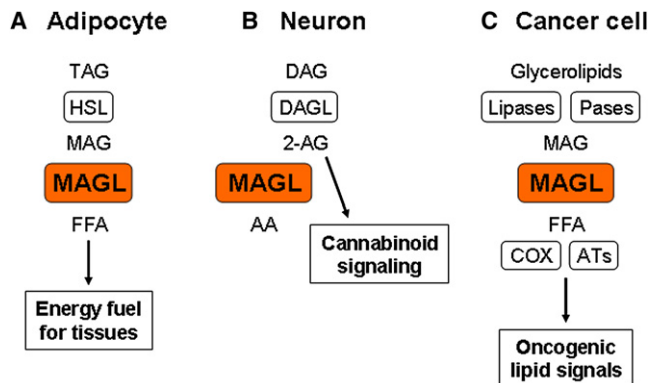 A Adipocyte
TAG
HSL
MAG
MAGL
FFA
Energy fuel
for tissues
B Neuron
DAG
DAGL
2-AG
MAGL
AA
Cannabinoid
signaling
C Cancer cell
Glycerolipids
Lipases Pases
MAG
MAGL
FFA
COX ATs
Oncogenic
lipid signals